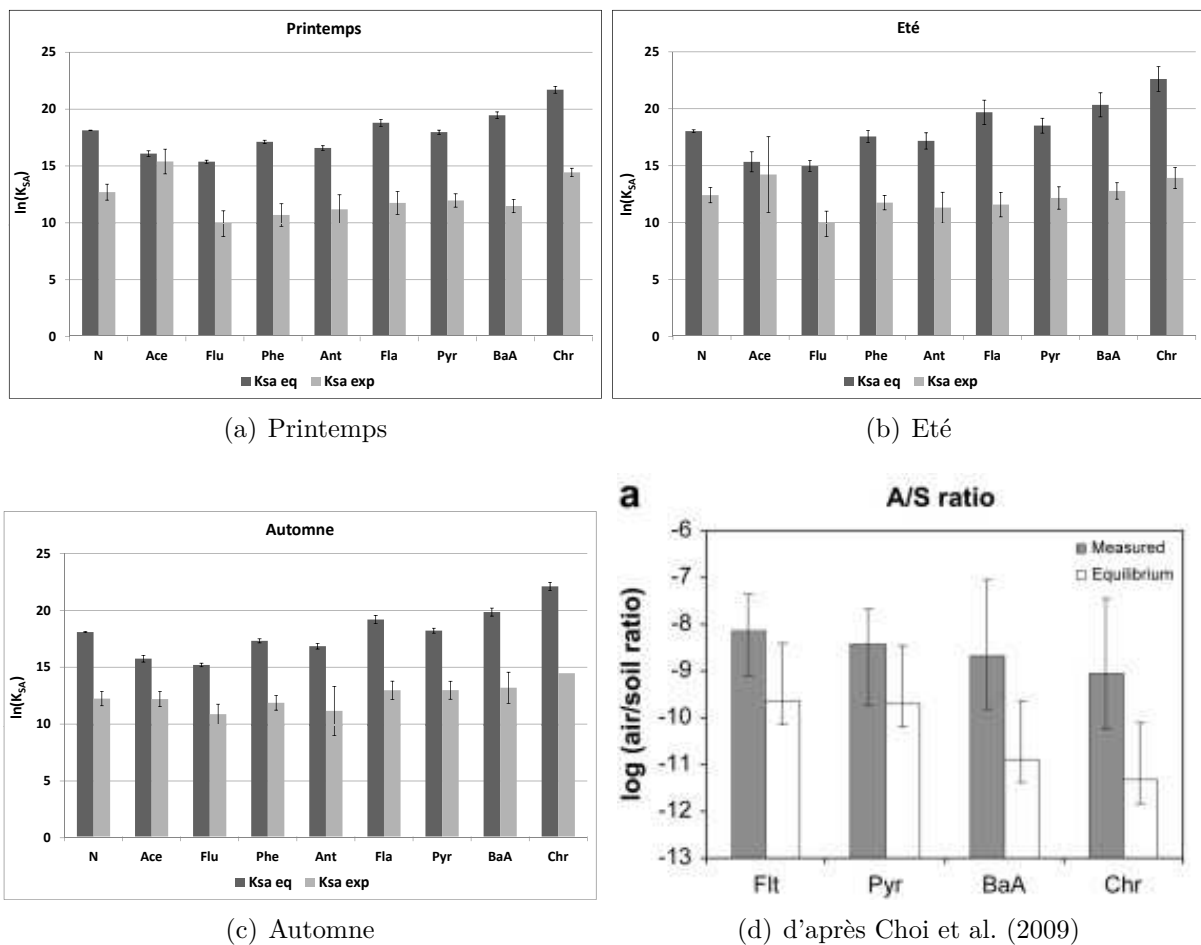 Printemps
25
20
15
10
5
0
ln(K_SA)
N Ace Flu Phe Ant Fla Pyr BaA Chr
Ksa eq Ksa exp
(a) Printemps
Eté
25
20
15
10
5
0
ln(K_SA)
N Ace Flu Phe Ant Fla Pyr BaA Chr
Ksa eq Ksa exp
(b) Eté
Automne
25
20
15
10
5
0
ln(K_SA)
N Ace Flu Phe Ant Fla Pyr BaA Chr
Ksa eq Ksa exp
(c) Automne
a
A/S ratio
-6
-7
-8
-9
-10
-11
-12
-13
log (air/soil ratio)
Measured
Equilibrium
Flt Pyr BaA Chr
(d) d'après Choi et al. (2009)